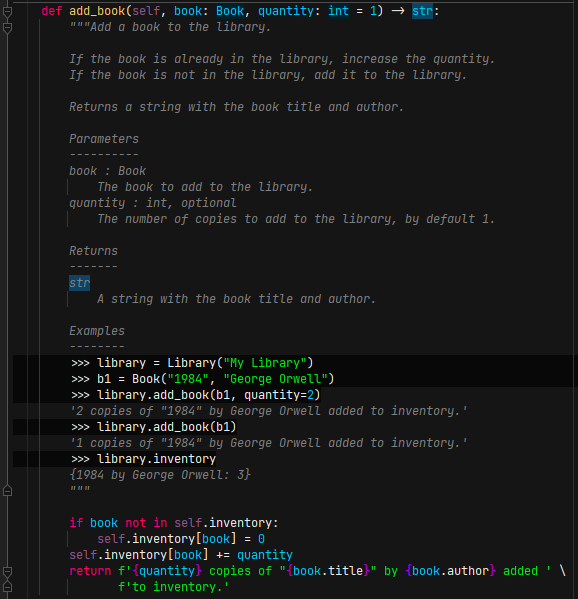 def add_book(self, book: Book, quantity: int = 1) -> str:
    """Add a book to the library.

    If the book is already in the library, increase the quantity.
    If the book is not in the library, add it to the library.

    Returns a string with the book title and author.

    Parameters
    ----------
    book : Book
        The book to add to the library.
    quantity : int, optional
        The number of copies to add to the library, by default 1.

    Returns
    -------
    str
        A string with the book title and author.

    Examples
    --------
    >>> library = Library("My Library")
    >>> b1 = Book("1984", "George Orwell")
    >>> library.add_book(b1, quantity=2)
    '2 copies of "1984" by George Orwell added to inventory.'
    >>> library.add_book(b1)
    '1 copies of "1984" by George Orwell added to inventory.'
    >>> library.inventory
    {1984 by George Orwell: 3}
    """

    if book not in self.inventory:
        self.inventory[book] = 0
    self.inventory[book] += quantity
    return f'{quantity} copies of "{book.title}" by {book.author} added ' \
           f'to inventory.'